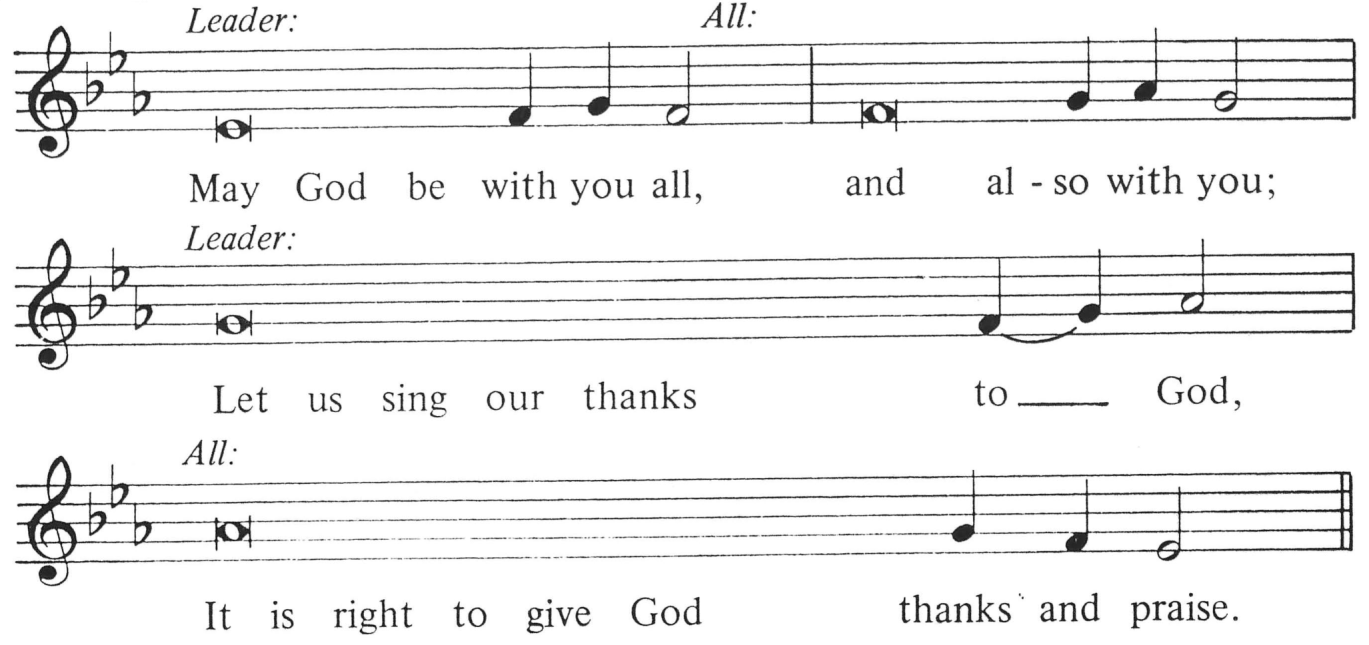 Leader: All:
May God be with you all, and al - so with you;
Leader:
Let us sing our thanks to ____ God,
All:
It is right to give God thanks and praise.